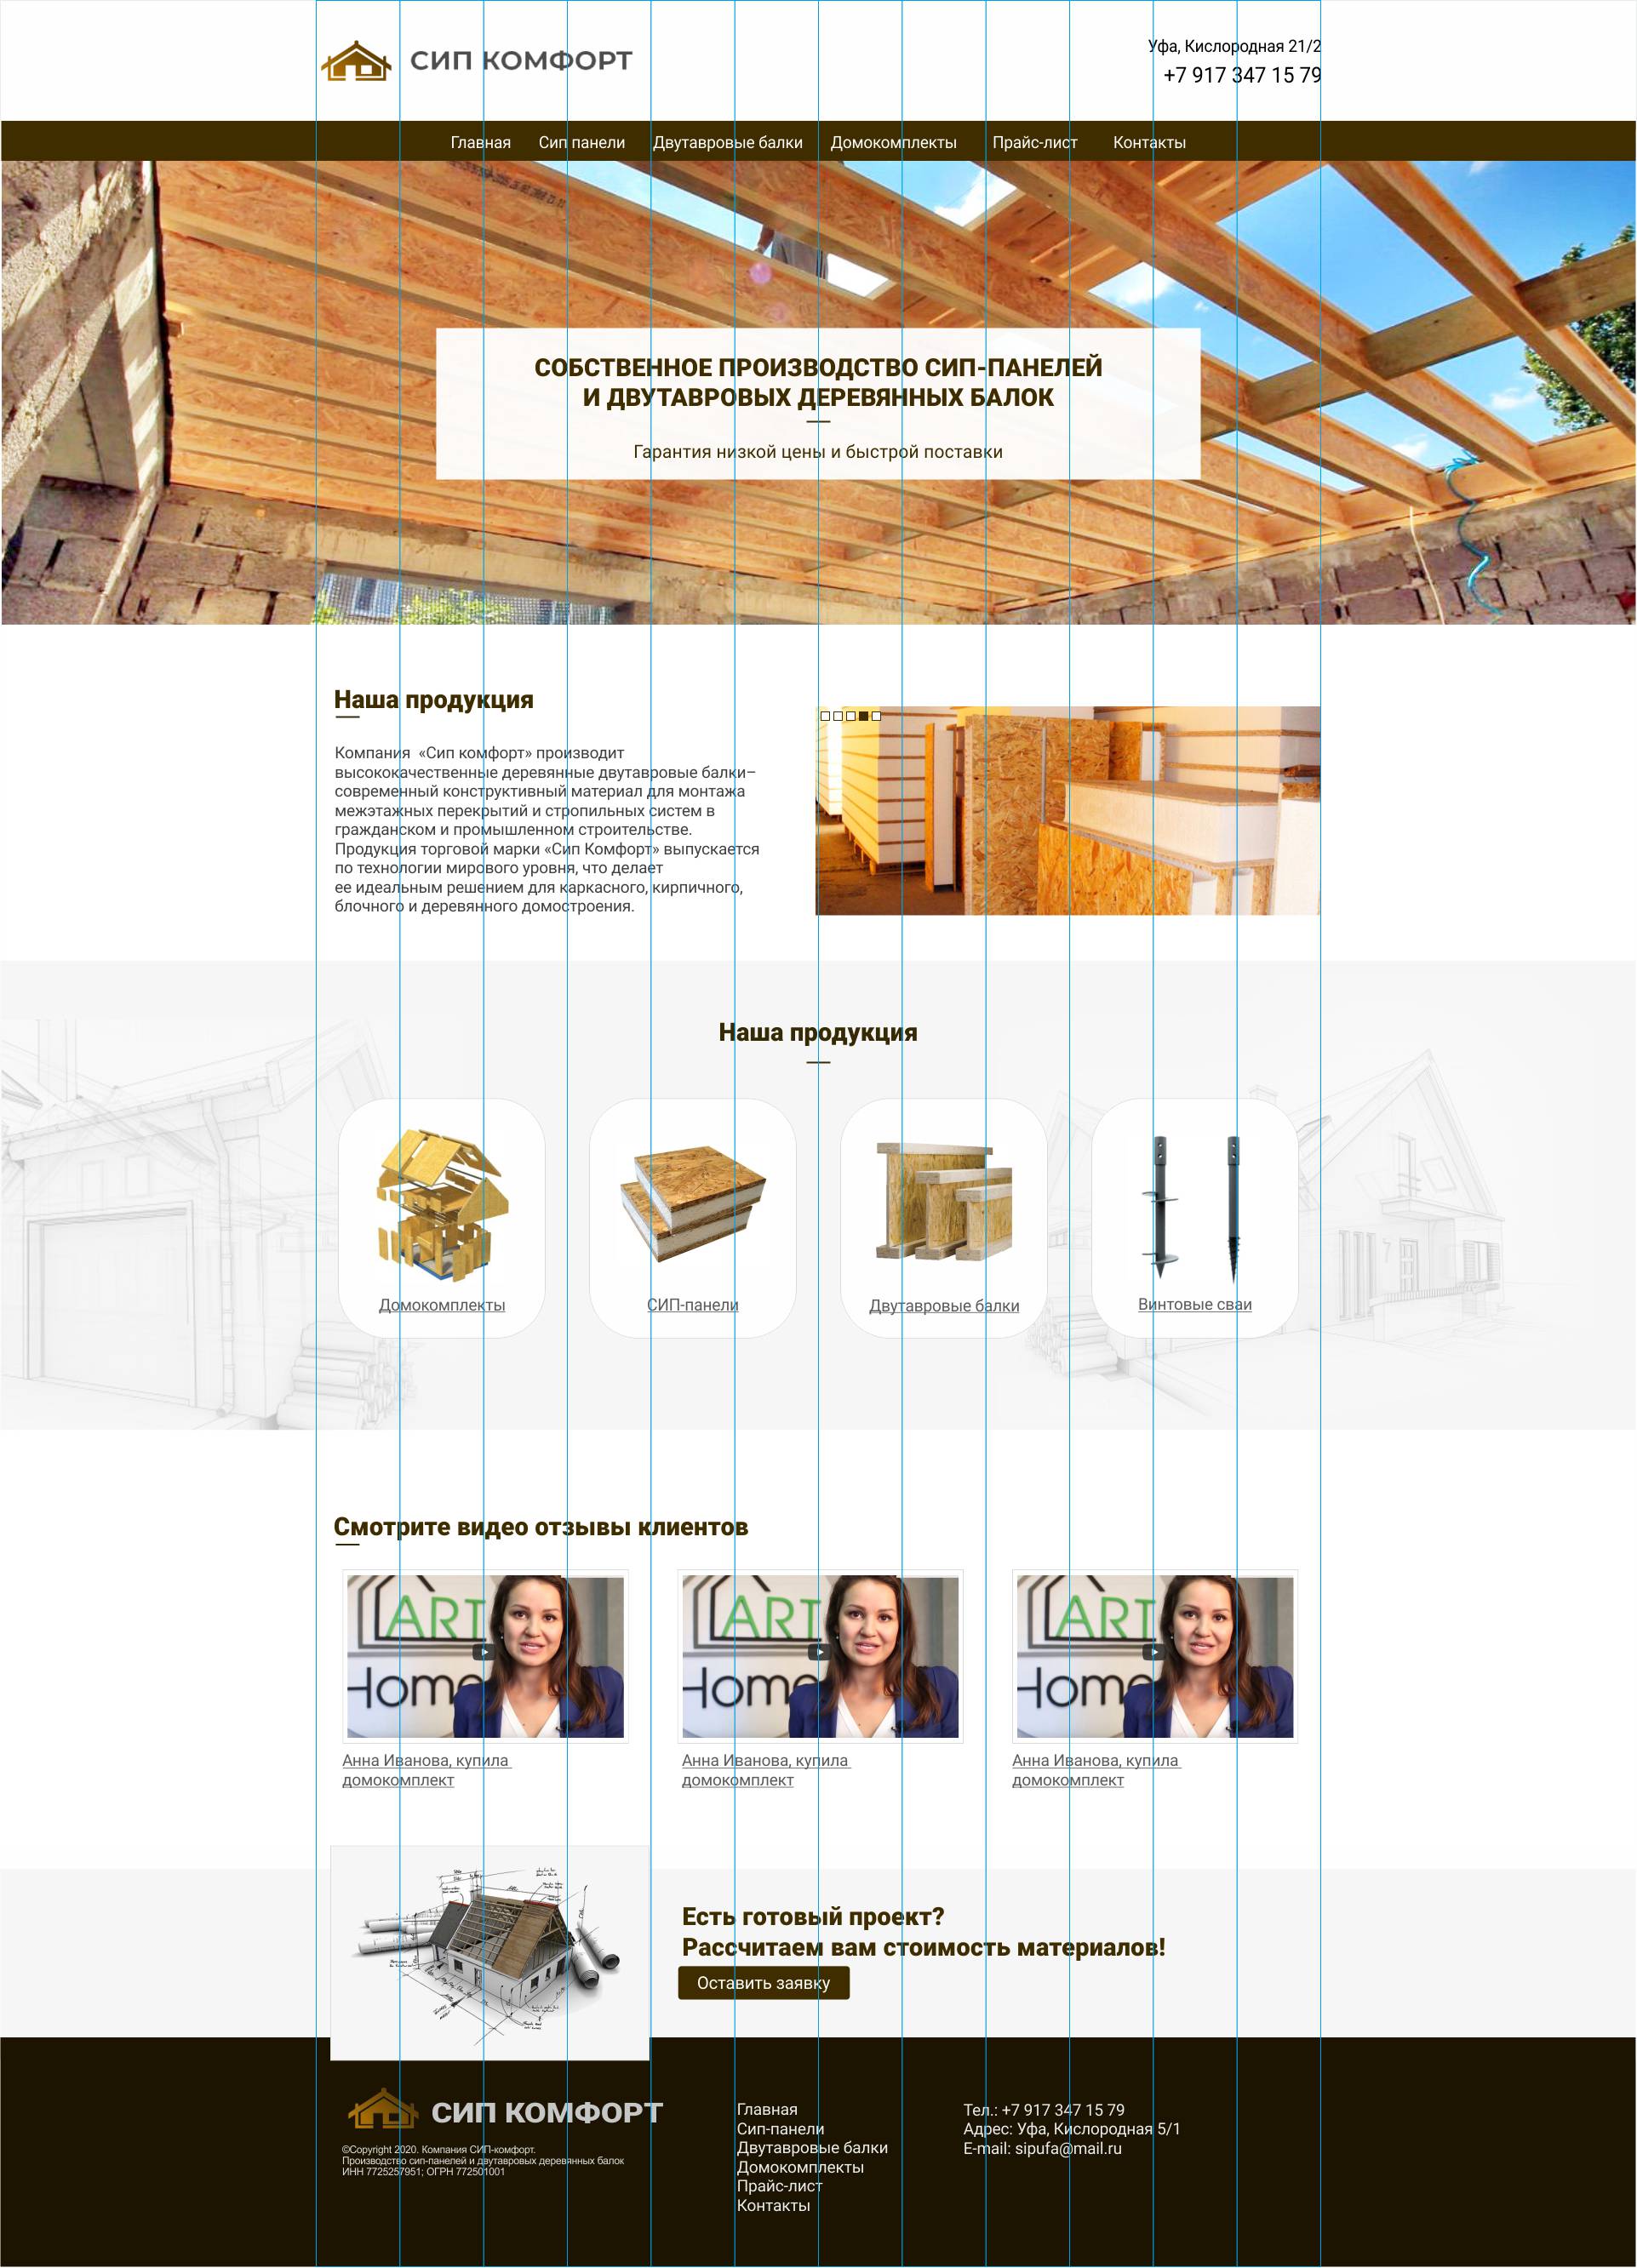 СИП КОМФОРТ
Уфа, Кислородная 21/2
+7 917 347 15 79
Главная Сип панели Двутавровые балки Домокомплекты Прайс-лист Контакты
СОБСТВЕННОЕ ПРОИЗВОДСТВО СИП-ПАНЕЛЕЙ
И ДВУТАВРОВЫХ ДЕРЕВЯННЫХ БАЛОК
Гарантия низкой цены и быстрой поставки
Наша продукция
Компания «Сип комфорт» производит
высококачественные деревянные двутавровые балки–
современный конструктивный материал для монтажа
межэтажных перекрытий и стропильных систем в
гражданском и промышленном строительстве.
Продукция торговой марки «Сип Комфорт» выпускается
по технологии мирового уровня, что делает
ее идеальным решением для каркасного, кирпичного,
блочного и деревянного домостроения.
Наша продукция
Домокомплекты
СИП-панели
Двутавровые балки
Винтовые сваи
Смотрите видео отзывы клиентов
ART
Home
ART
Home
ART
Home
Анна Иванова, купила
домокомплект
Анна Иванова, купила
домокомплект
Анна Иванова, купила
домокомплект
Есть готовый проект?
Рассчитаем вам стоимость материалов!
Оставить заявку
СИП КОМФОРТ
©Copyright 2020. Компания СИП-комфорт.
Производство сип-панелей и двутавровых деревянных балок
ИНН 7725257951; ОГРН 772501001
Главная
Сип-панели
Двутавровые балки
Домокомплекты
Прайс-лист
Контакты
Тел.: +7 917 347 15 79
Адрес: Уфа, Кислородная 5/1
E-mail: sipufa@mail.ru